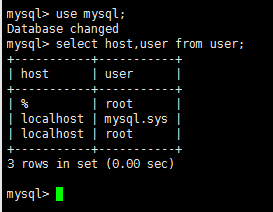 mysql> use mysql;
Database changed
mysql> select host,user from user;
+-----------+-----------+
| host      | user      |
+-----------+-----------+
| %         | root      |
| localhost | mysql.sys |
| localhost | root      |
+-----------+-----------+
3 rows in set (0.00 sec)
mysql>